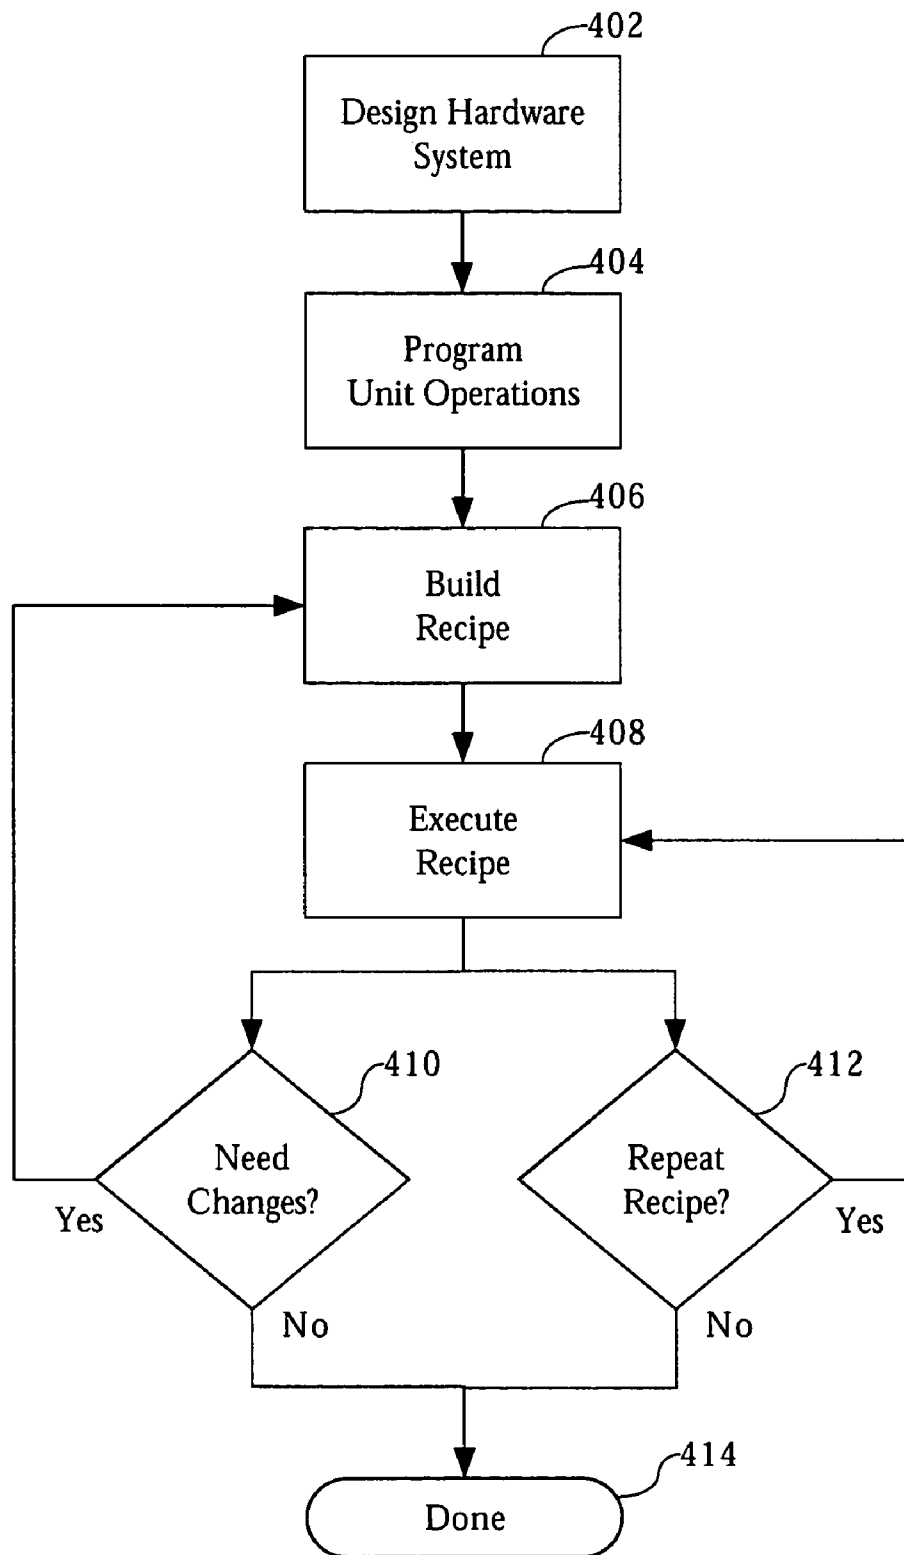 402
Design Hardware
System
404
Program
Unit Operations
406
Build
Recipe
408
Execute
Recipe
410
412
Need
Changes?
Repeat
Recipe?
Yes
Yes
No
No
414
Done